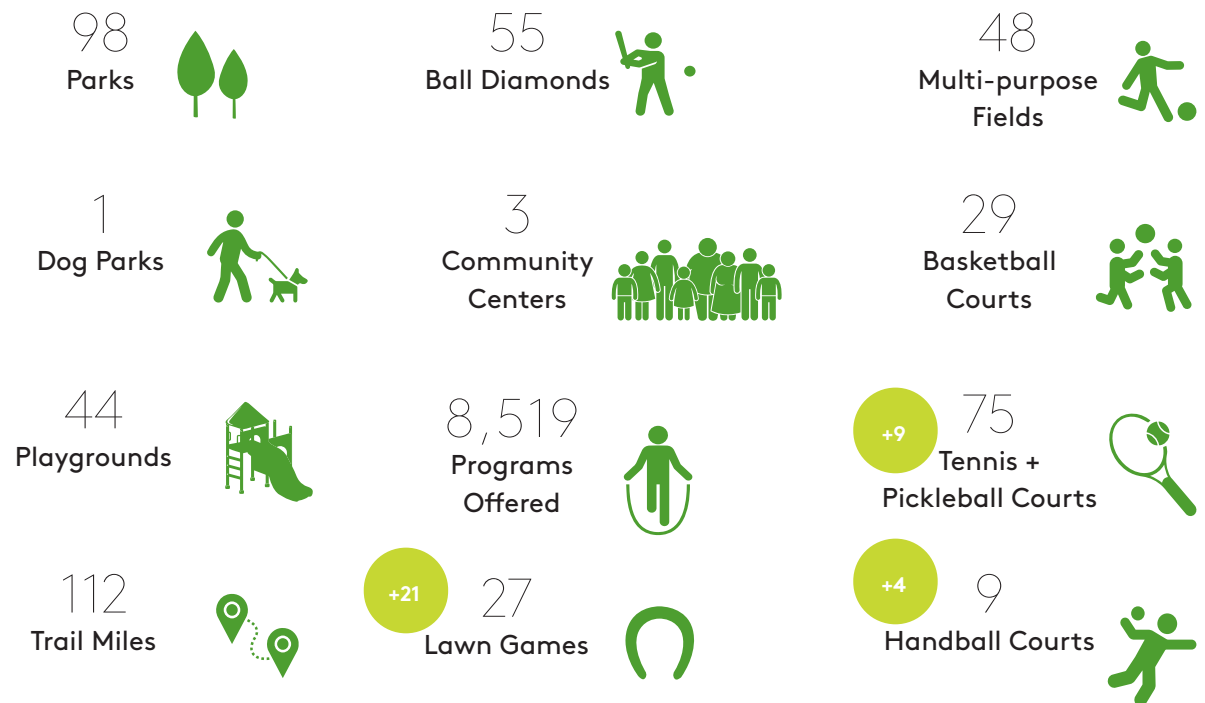 98
Parks
55
Ball Diamonds
48
Multi-purpose
Fields
1
Dog Parks
3
Community
Centers
29
Basketball
Courts
44
Playgrounds
8,519
Programs
Offered
+9
75
Tennis +
Pickleball Courts
112
Trail Miles
+21
27
Lawn Games
+4
9
Handball Courts